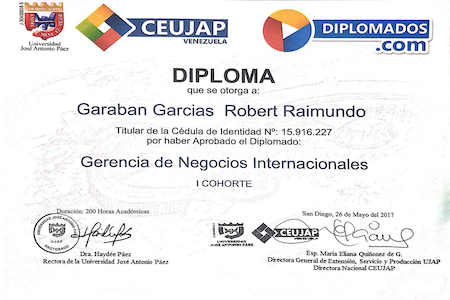 Universidad
José Antonio Páez
CEUJAP
VENEZUELA
DIPLOMADOS
.com
DIPLOMA
que se otorga a:
Garaban Garcias Robert Raimundo
Titular de la Cédula de Identidad Nº: 15.916.227
por haber Aprobado el Diplomado:
Gerencia de Negocios Internacionales
I COHORTE
Duración: 200 Horas Académicas
San Diego, 26 de Mayo del 2017
UJAP
RECTORADO
UNIVERSIDAD
JOSÉ ANTONIO PÁEZ
CEUJAP
VENEZUELA
Dra. Haydée Páez
Rectora de la Universidad José Antonio Páez
Esp. María Eliana Quiñonez de G.
Directora General de Extensión, Servicio y Producción UJAP
Directora Nacional CEUJAP